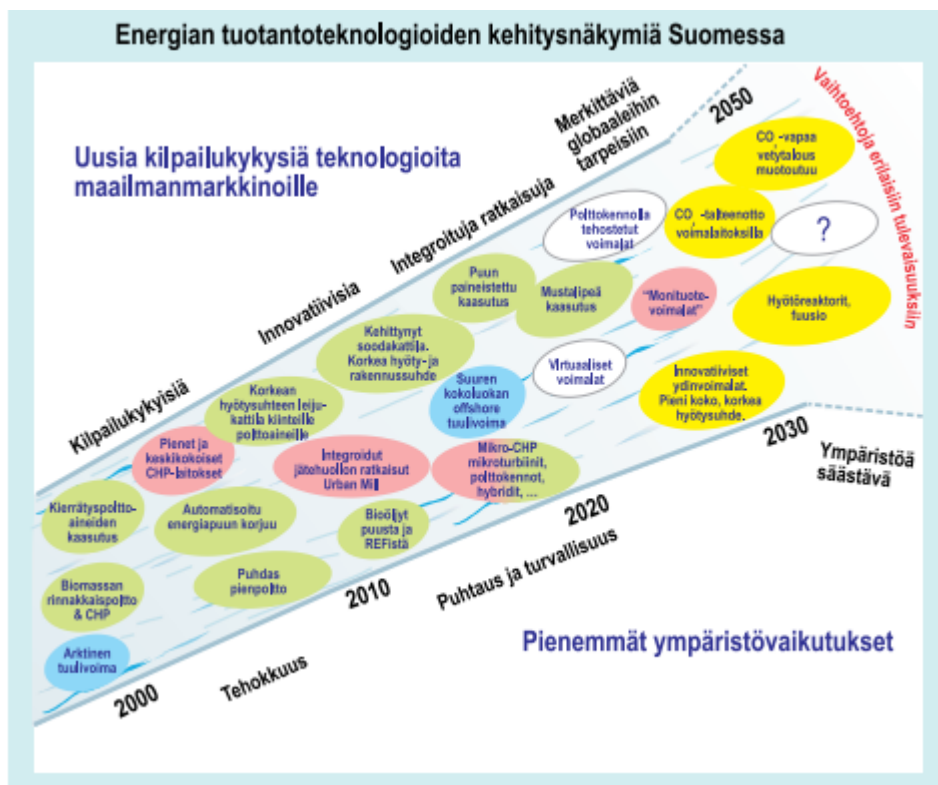 Energian tuotantoteknologioiden kehitysnäkymiä Suomessa
Uusia kilpailukykysiä teknologioita
maailmanmarkkinoille
Kilpailukykyisiä
Innovatiivisia
Integroituja ratkaisuja
Merkittäviä
globaaleihin
tarpeisiin
2050
Vaihtoehtoja erilaisiin tulevaisuuksiin
CO₂-vapaa
vetytalous
muotoutuu
Polttokennolla
tehostetut
voimalat
CO₂-talteenotto
voimalaitoksilla
?
Puun
paineistettu
kaasutus
Mustalipeä
kaasutus
"Monituote-
voimalat"
Hyötöreaktorit,
fuusio
Kehittynyt
soodakattila.
Korkea hyöty- ja
rakennussuhde
Suuren
kokoluokan
offshore
tuulivoima
Virtuaaliset
voimalat
Innovatiiviset
ydinvoimalat.
Pieni koko, korkea
hyötysuhde.
Korkean
hyötysuhteen leiju-
kattila kiinteille
polttoaineille
Pienet ja
keskikokoiset
CHP-laitokset
Integroidut
jätehuollon ratkaisut
Urban Mill
Mikro-CHP
mikroturbiinit,
polttokennot,
hybridit, ...
Kierrätyspoltto-
aineiden
kaasutus
Automatisoitu
energiapuun korjuu
Bioöljyt
puusta ja
REFistä
Biomassan
rinnakkaispoltto
& CHP
Puhdas
pienpoltto
Arktinen
tuulivoima
2000
2010
2020
2030
Tehokkuus
Puhtaus ja turvallisuus
Ympäristöä
säästävä
Pienemmät ympäristövaikutukset